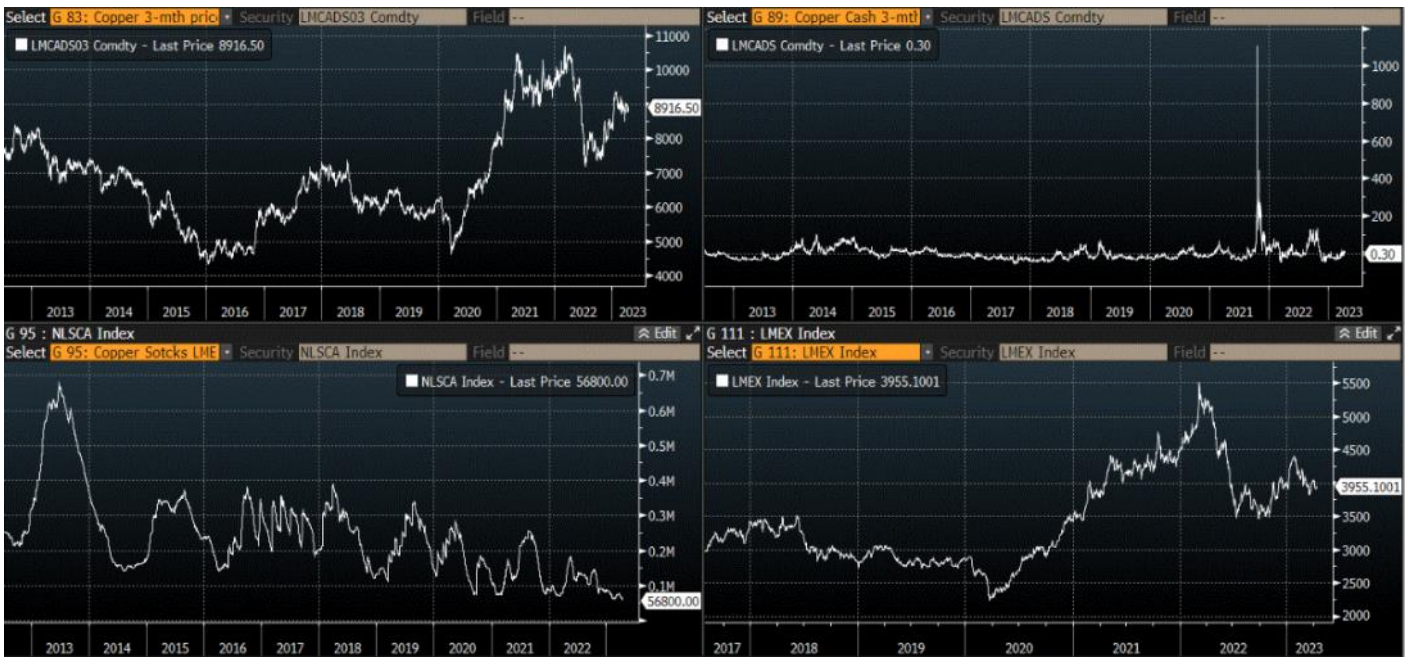 Select G 83: Copper 3-mth pric Security LMCADS03 Comdty Field --
LMCADS03 Comdty - Last Price 8916.50
11000
10000
8916.50
8000
7000
6000
5000
4000
2013 2014 2015 2016 2017 2018 2019 2020 2021 2022 2023
Select G 89: Copper Cash 3-mth Security LMCADS Comdty Field --
LMCADS Comdty - Last Price 0.30
1000
800
600
400
200
0.30
2013 2014 2015 2016 2017 2018 2019 2020 2021 2022 2023
G 95 : NLSCA Index Edit
Select G 95: Copper Sotcks LME Security NLSCA Index Field --
NLSCA Index - Last Price 56800.00
0.7M
0.6M
0.5M
0.4M
0.3M
0.2M
0.1M
56800.00
2013 2014 2015 2016 2017 2018 2019 2020 2021 2022
G 111 : LMEX Index Edit
Select G 111: LMEX Index Security LMEX Index Field --
LMEX Index - Last Price 3955.1001
5500
5000
4500
3955.1001
3500
3000
2500
2000
2017 2018 2019 2020 2021 2022 2023